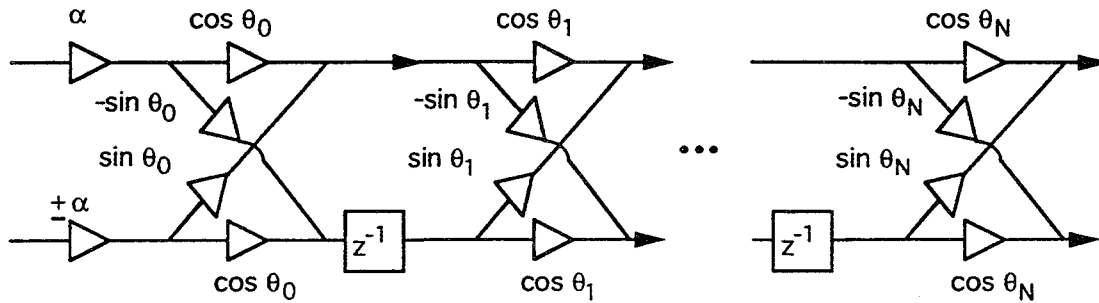 α cos θ0 cos θ1 cos θN
-sin θ0 -sin θ1 -sin θN
sin θ0 sin θ1 sin θN
...
± α z-1 z-1
cos θ0 cos θ1 cos θN